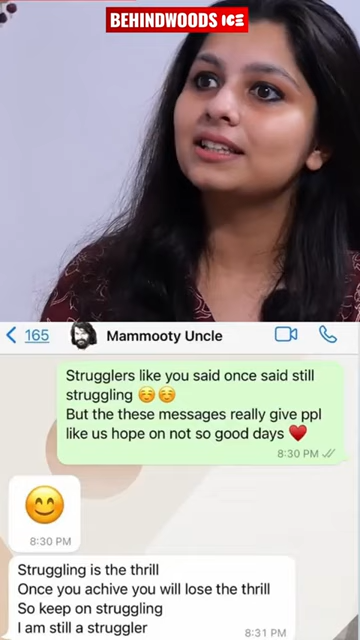 BEHINDWOODS ICE
165
Mammooty Uncle
Strugglers like you said once said still
struggling ☺️☺️
But the these messages really give ppl
like us hope on not so good days ♥️
8:30 PM
😊
8:30 PM
Struggling is the thrill
Once you achive you will lose the thrill
So keep on struggling
I am still a struggler
8:31 PM